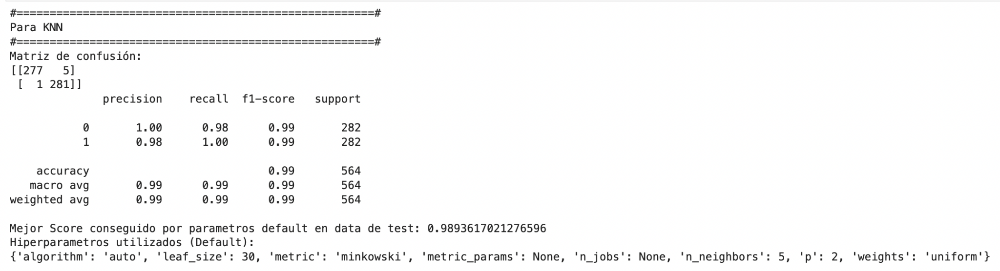 #======================================================#
Para KNN
#======================================================#
Matriz de confusión:
[[277   5]
 [  1 281]]
              precision    recall  f1-score   support

           0       1.00      0.98      0.99       282
           1       0.98      1.00      0.99       282

    accuracy                           0.99       564
   macro avg       0.99      0.99      0.99       564
weighted avg       0.99      0.99      0.99       564

Mejor Score conseguido por parametros default en data de test: 0.9893617021276596
Hiperparametros utilizados (Default):
{'algorithm': 'auto', 'leaf_size': 30, 'metric': 'minkowski', 'metric_params': None, 'n_jobs': None, 'n_neighbors': 5, 'p': 2, 'weights': 'uniform'}